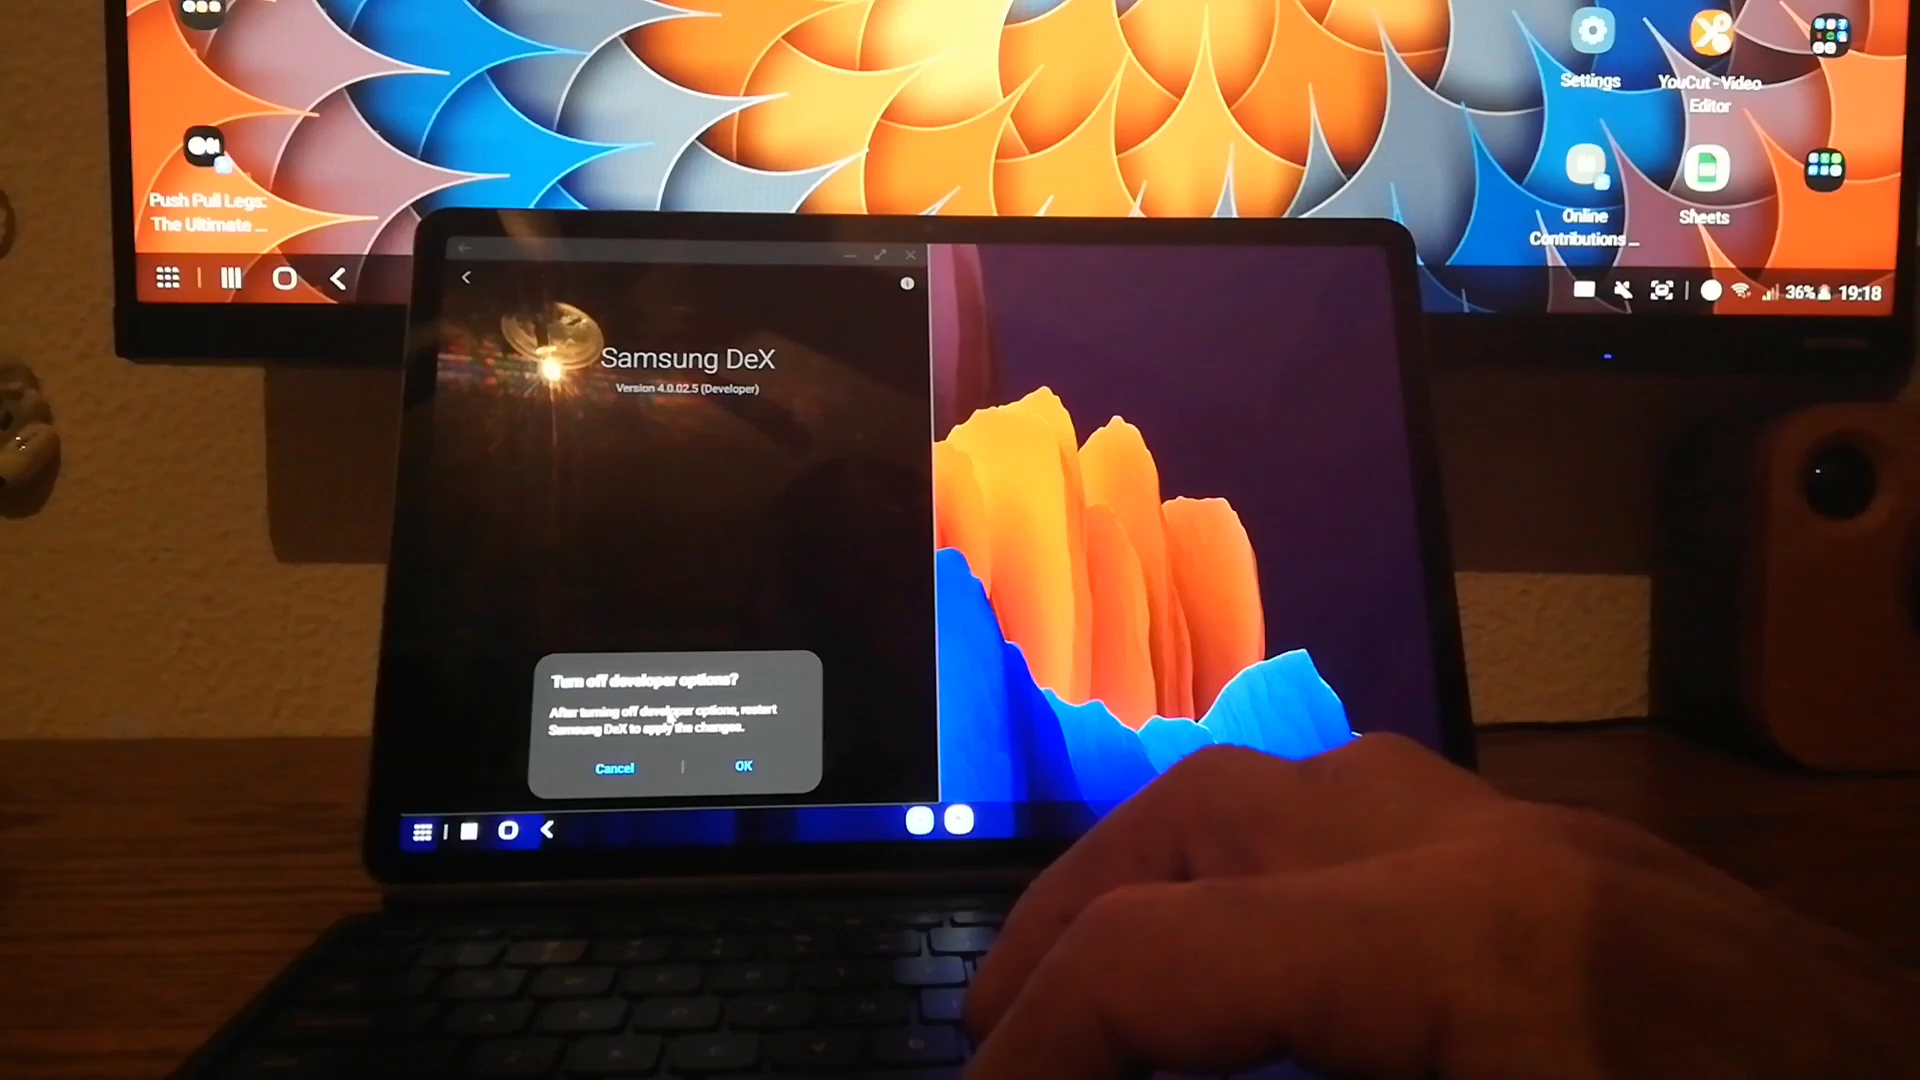 Settings
YouCut - Video
Editor
Push Pull Legs:
The Ultimate ...
Online
Contributions ...
Sheets
36%
19:18
Samsung DeX
Version 4.0.02.5 (Developer)
Turn off developer options?
After turning off developer options, restart
Samsung DeX to apply the changes.
Cancel | OK